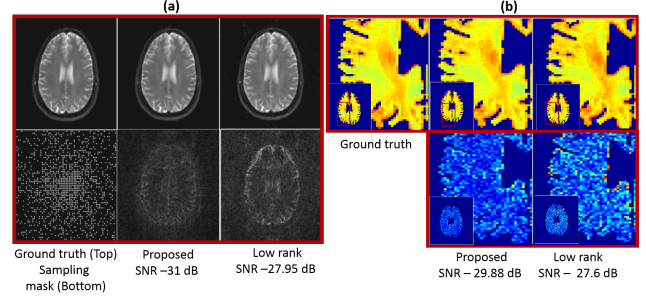 (a)
(b)
Ground truth
Ground truth (Top)
Sampling
mask (Bottom)
Proposed
SNR –31 dB
Low rank
SNR –27.95 dB
Proposed
SNR – 29.88 dB
Low rank
SNR – 27.6 dB